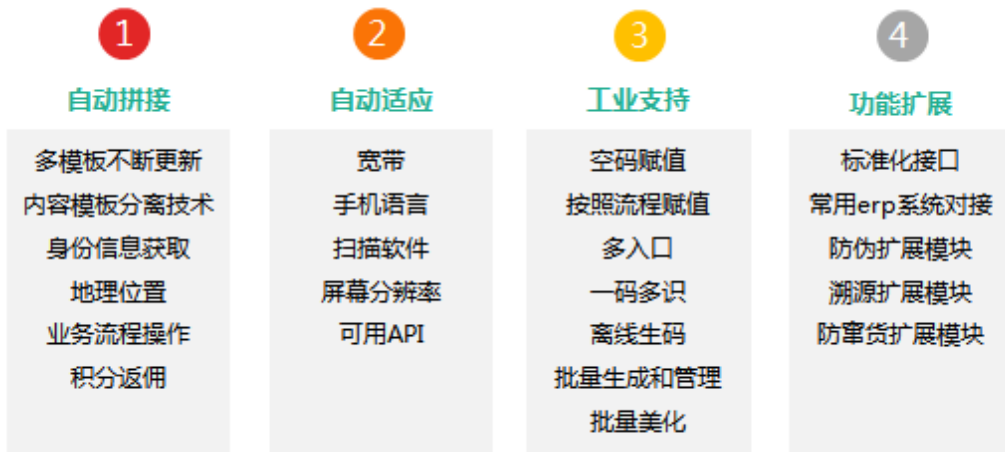 1
自动拼接
多模板不断更新
内容模板分离技术
身份信息获取
地理位置
业务流程操作
积分返佣
2
自动适应
宽带
手机语言
扫描软件
屏幕分辨率
可用API
3
工业支持
空码赋值
按照流程赋值
多入口
一码多识
离线生码
批量生成和管理
批量美化
4
功能扩展
标准化接口
常用erp系统对接
防伪扩展模块
溯源扩展模块
防窜货扩展模块